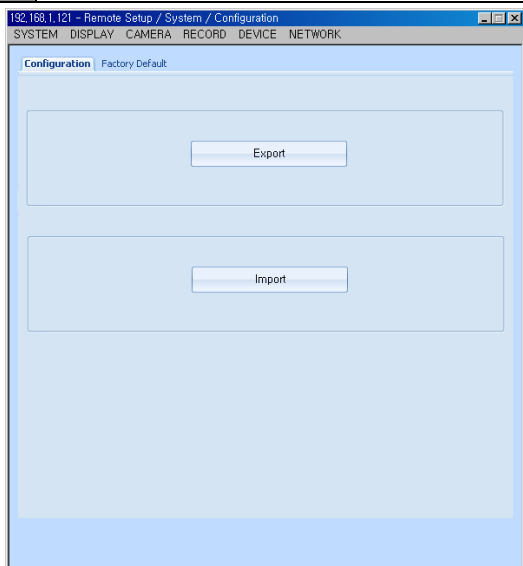 192,168,1,121 - Remote Setup / System / Configuration
SYSTEM DISPLAY CAMERA RECORD DEVICE NETWORK
Configuration Factory Default
Export
Import